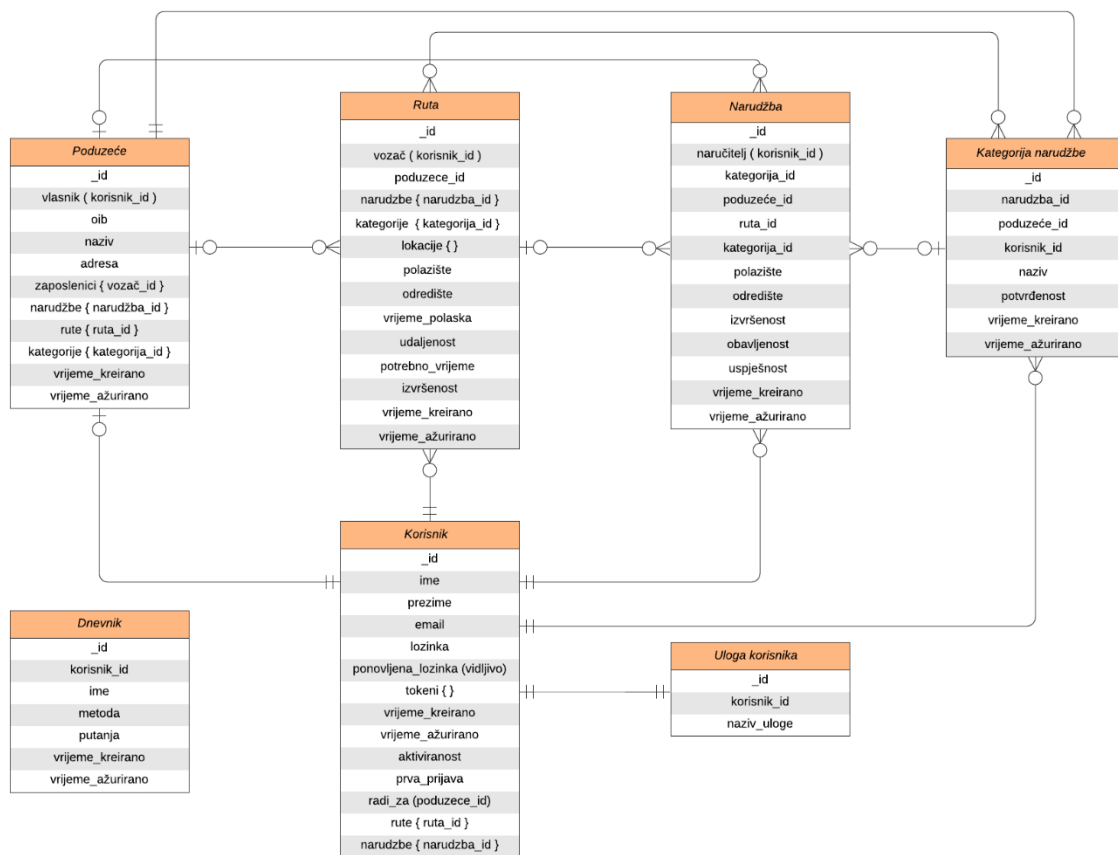 Poduzeće
_id
vlasnik ( korisnik_id )
oib
naziv
adresa
zaposlenici { vozač_id }
narudžbe { narudžba_id }
rute { ruta_id }
kategorije { kategorija_id }
vrijeme_kreirano
vrijeme_ažurirano
Ruta
_id
vozač ( korisnik_id )
poduzece_id
narudzbe { narudzba_id }
kategorije { kategorija_id }
lokacije { }
polazište
odredište
vrijeme_polaska
udaljenost
potrebno_vrijeme
izvršenost
vrijeme_kreirano
vrijeme_ažurirano
Narudžba
_id
naručitelj ( korisnik_id )
kategorija_id
poduzeće_id
ruta_id
kategorija_id
polazište
odredište
izvršenost
obavljenost
uspješnost
vrijeme_kreirano
vrijeme_ažurirano
Kategorija narudžbe
_id
narudzba_id
poduzeće_id
korisnik_id
naziv
potvrđenost
vrijeme_kreirano
vrijeme_ažurirano
Korisnik
_id
ime
prezime
email
lozinka
ponovljena_lozinka (vidljivo)
tokeni { }
vrijeme_kreirano
vrijeme_ažurirano
aktiviranost
prva_prijava
radi_za (poduzece_id)
rute { ruta_id }
narudzbe { narudzba_id }
Dnevnik
_id
korisnik_id
ime
metoda
putanja
vrijeme_kreirano
vrijeme_ažurirano
Uloga korisnika
_id
korisnik_id
naziv_uloge